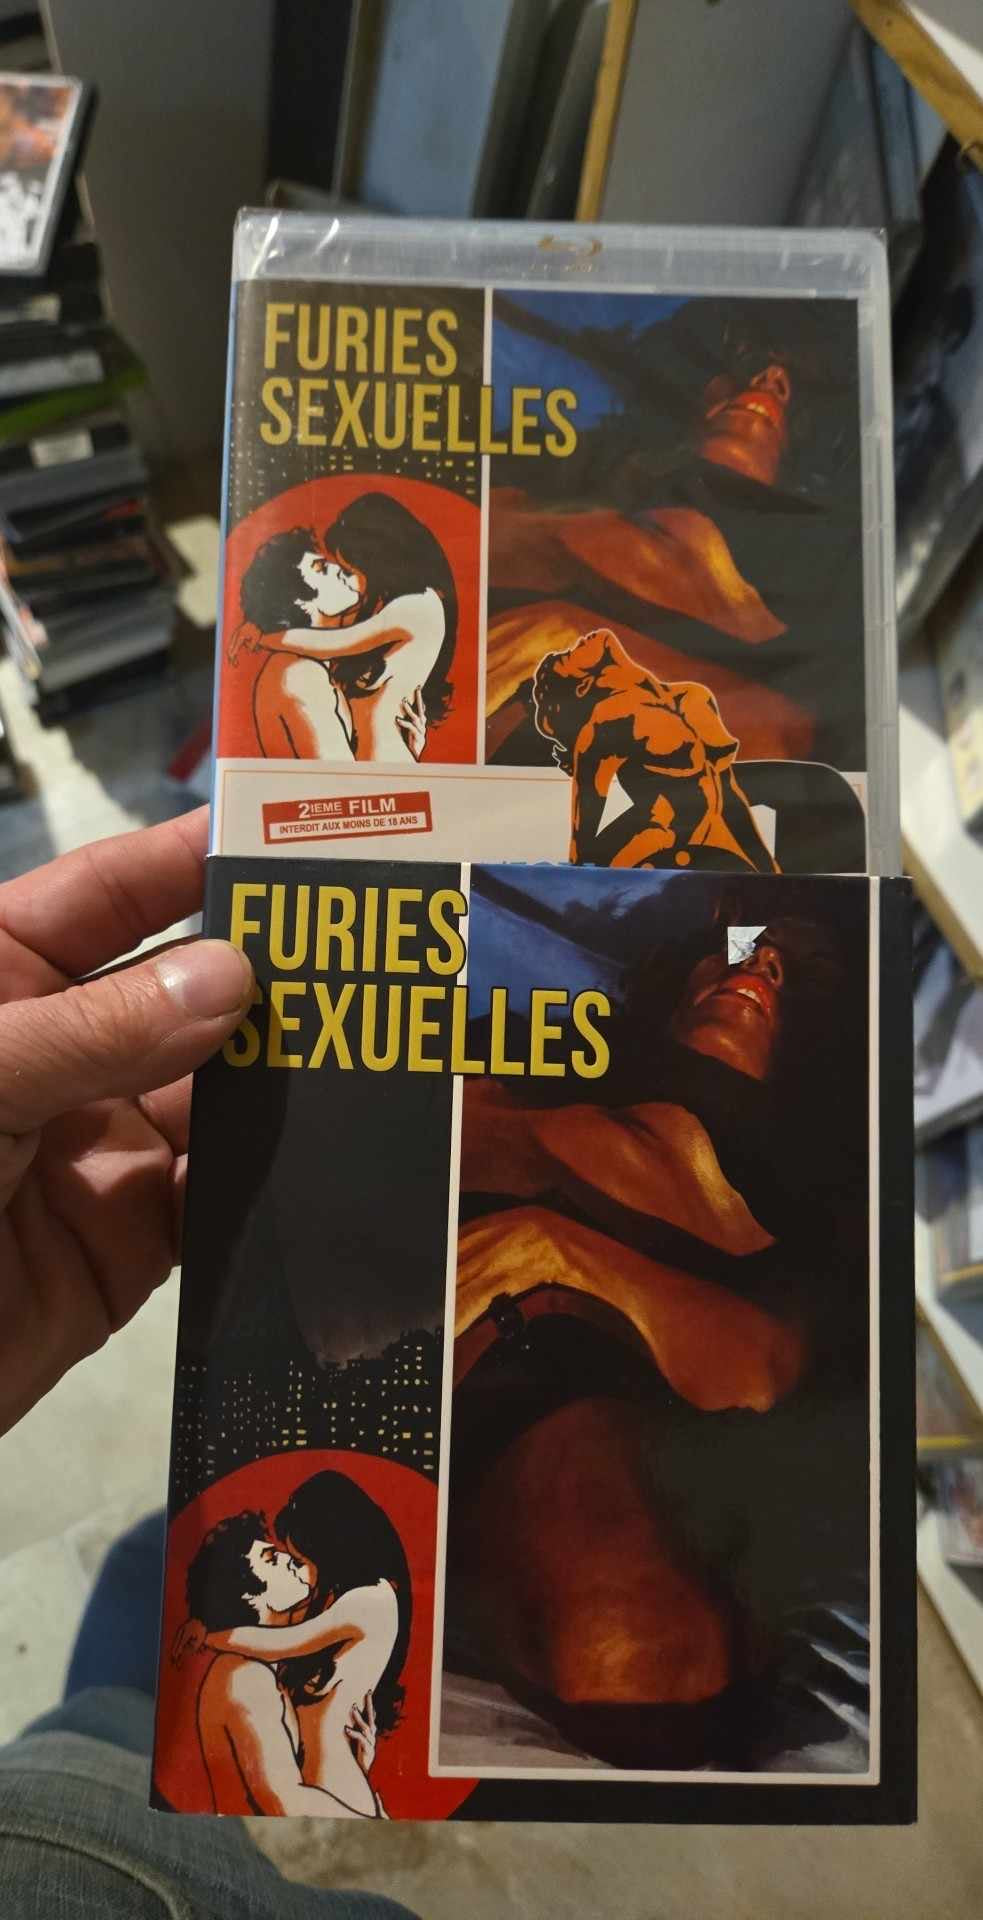 FURIES
SEXUELLES
2IEME FILM
INTERDIT AUX MOINS DE 18 ANS
FURIES
SEXUELLES